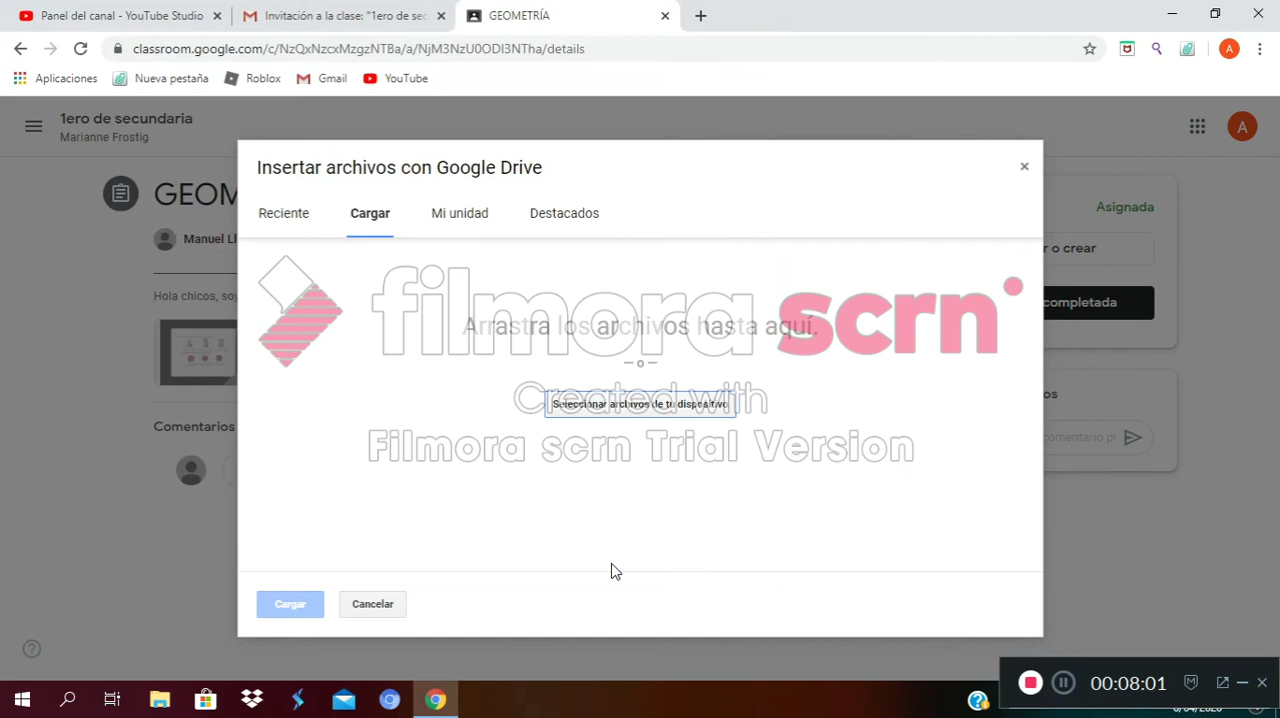 Panel del canal - YouTube Studio
Invitación a la clase: "1ero de sec
GEOMETRÍA
classroom.google.com/c/NzQxNzcxMzgzNTBa/a/NjM3NzU0ODI3NTha/details
A
Aplicaciones
Nueva pestaña
Roblox
Gmail
YouTube
1ero de secundaria
Marianne Frostig
A
Insertar archivos con Google Drive
GEOM
Reciente
Cargar
Mi unidad
Destacados
Asignada
Manuel Ll
r o crear
Hola chicos, soy
completada
filmora scrn
Arrastra los archivos hasta aquí.
— o —
Created with
Seleccionar archivos de tu dispositivo
Filmora scrn Trial Version
os
Comentarios
comentario pi
Cargar
Cancelar
00:08:01